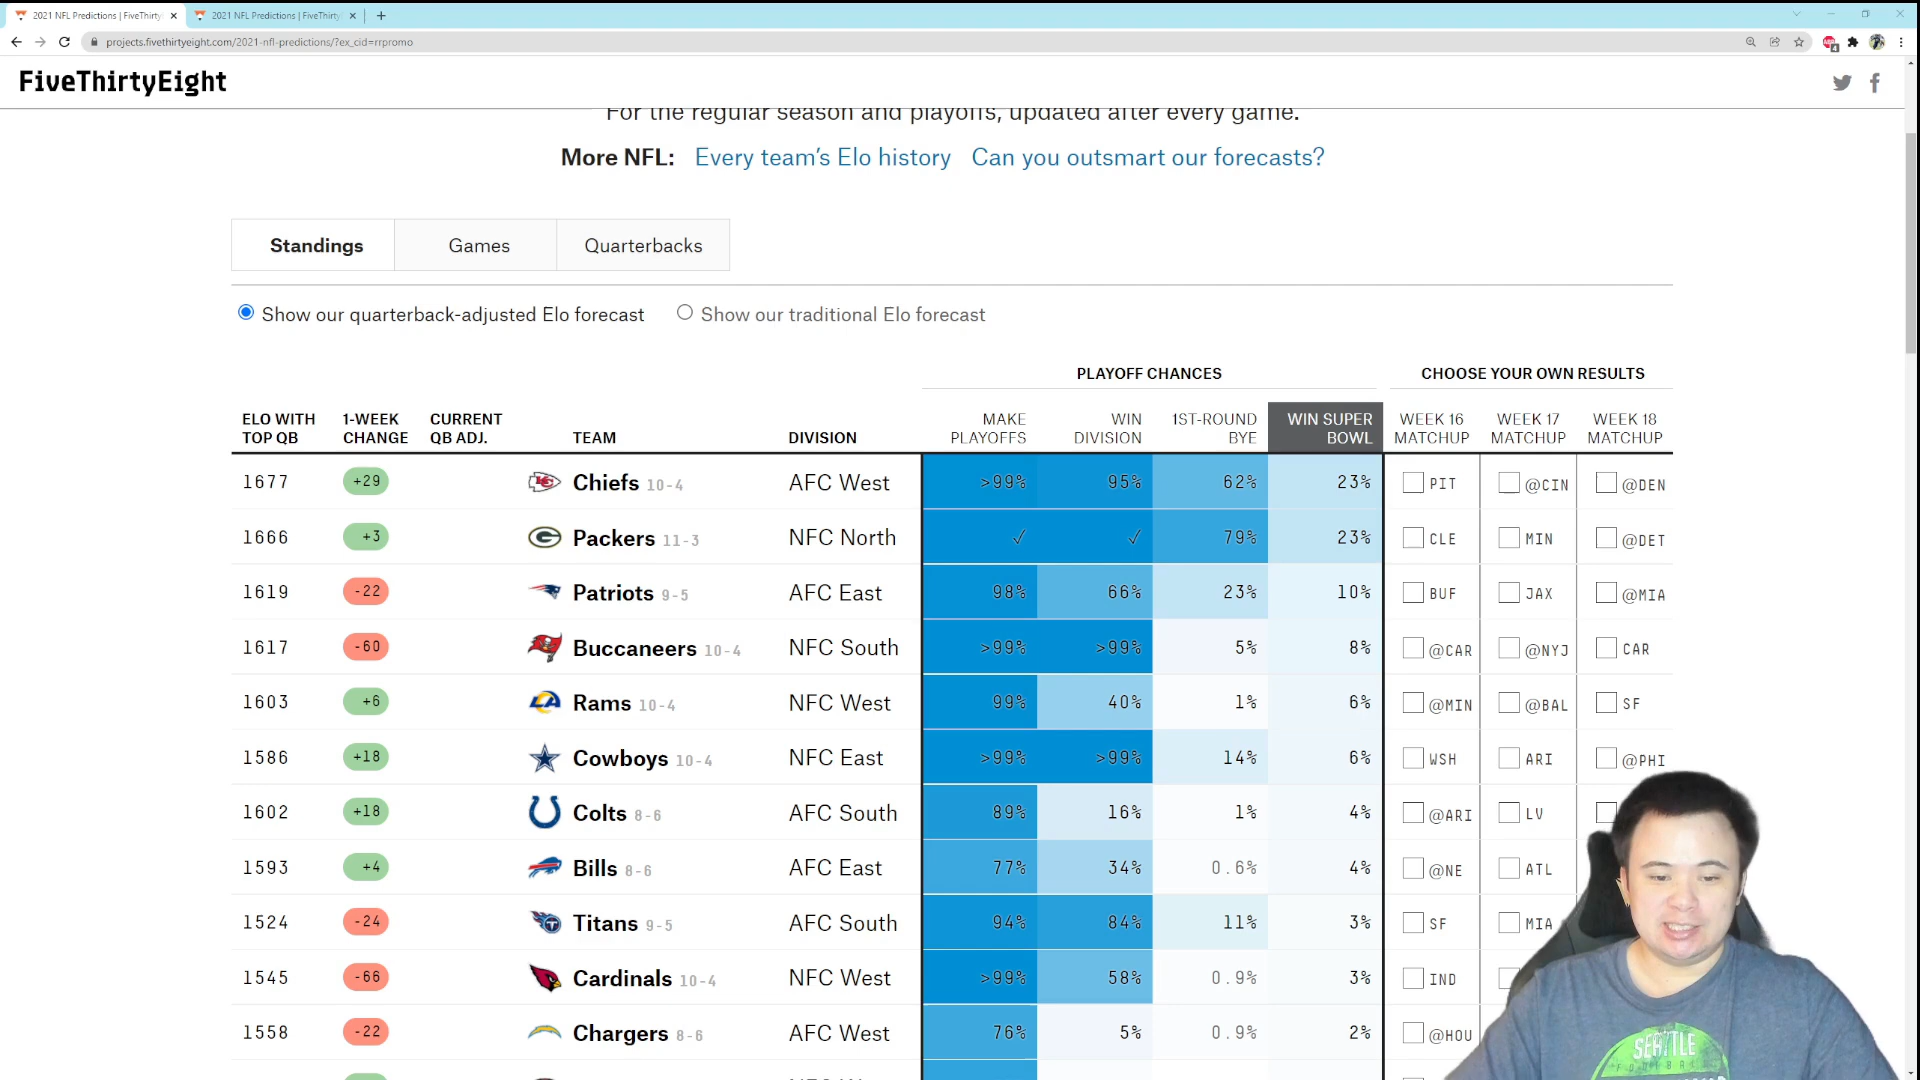 2021 NFL Predictions | FiveThirty
2021 NFL Predictions | FiveThirty
projects.fivethirtyeight.com/2021-nfl-predictions/?ex_cid=rrpromo
FiveThirtyEight
For the regular season and playoffs, updated after every game.
More NFL: Every team's Elo history Can you outsmart our forecasts?
Standings Games Quarterbacks
Show our quarterback-adjusted Elo forecast Show our traditional Elo forecast
PLAYOFF CHANCES CHOOSE YOUR OWN RESULTS
ELO WITH 1-WEEK CURRENT MAKE WIN 1ST-ROUND WIN SUPER WEEK 16 WEEK 17 WEEK 18
TOP QB CHANGE QB ADJ. TEAM DIVISION PLAYOFFS DIVISION BYE BOWL MATCHUP MATCHUP MATCHUP
1677 +29 Chiefs 10-4 AFC West >99% 95% 62% 23% PIT @CIN @DEN
1666 +3 Packers 11-3 NFC North ✓ ✓ 79% 23% CLE MIN @DET
1619 -22 Patriots 9-5 AFC East 98% 66% 23% 10% BUF JAX @MIA
1617 -60 Buccaneers 10-4 NFC South >99% >99% 5% 8% @CAR @NYJ CAR
1603 +6 Rams 10-4 NFC West 99% 40% 1% 6% @MIN @BAL SF
1586 +18 Cowboys 10-4 NFC East >99% >99% 14% 6% WSH ARI @PHI
1602 +18 Colts 8-6 AFC South 89% 16% 1% 4% @ARI LV
1593 +4 Bills 8-6 AFC East 77% 34% 0.6% 4% @NE ATL
1524 -24 Titans 9-5 AFC South 94% 84% 11% 3% SF MIA
1545 -66 Cardinals 10-4 NFC West >99% 58% 0.9% 3% IND
1558 -22 Chargers 8-6 AFC West 76% 5% 0.9% 2% @HOU
SEATTLE
FOOTBALL